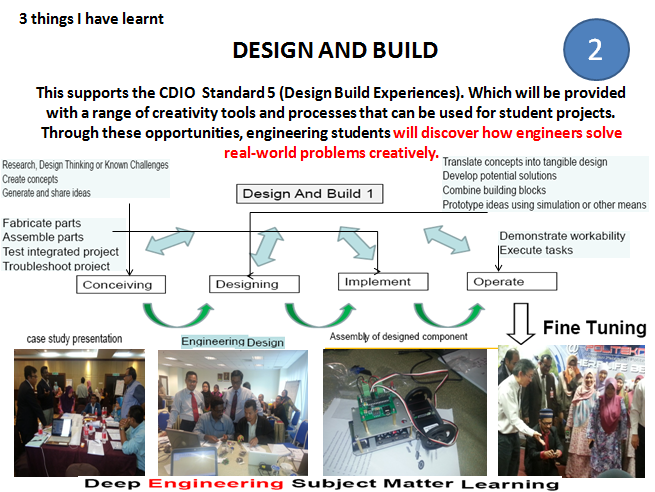 3 things I have learnt
DESIGN AND BUILD
2
This supports the CDIO Standard 5 (Design Build Experiences). Which will be provided
with a range of creativity tools and processes that can be used for student projects.
Through these opportunities, engineering students will discover how engineers solve
real-world problems creatively.
Research, Design Thinking or Known Challenges
Create concepts
Generate and share ideas
Translate concepts into tangible design
Develop potential solutions
Combine building blocks
Prototype ideas using simulation or other means
Design And Build 1
Fabricate parts
Assemble parts
Test integrated project
Troubleshoot project
Demonstrate workability
Execute tasks
Conceiving
Designing
Implement
Operate
Fine Tuning
case study presentation
Engineering Design
Assembly of designed component
Deep Engineering Subject Matter Learning